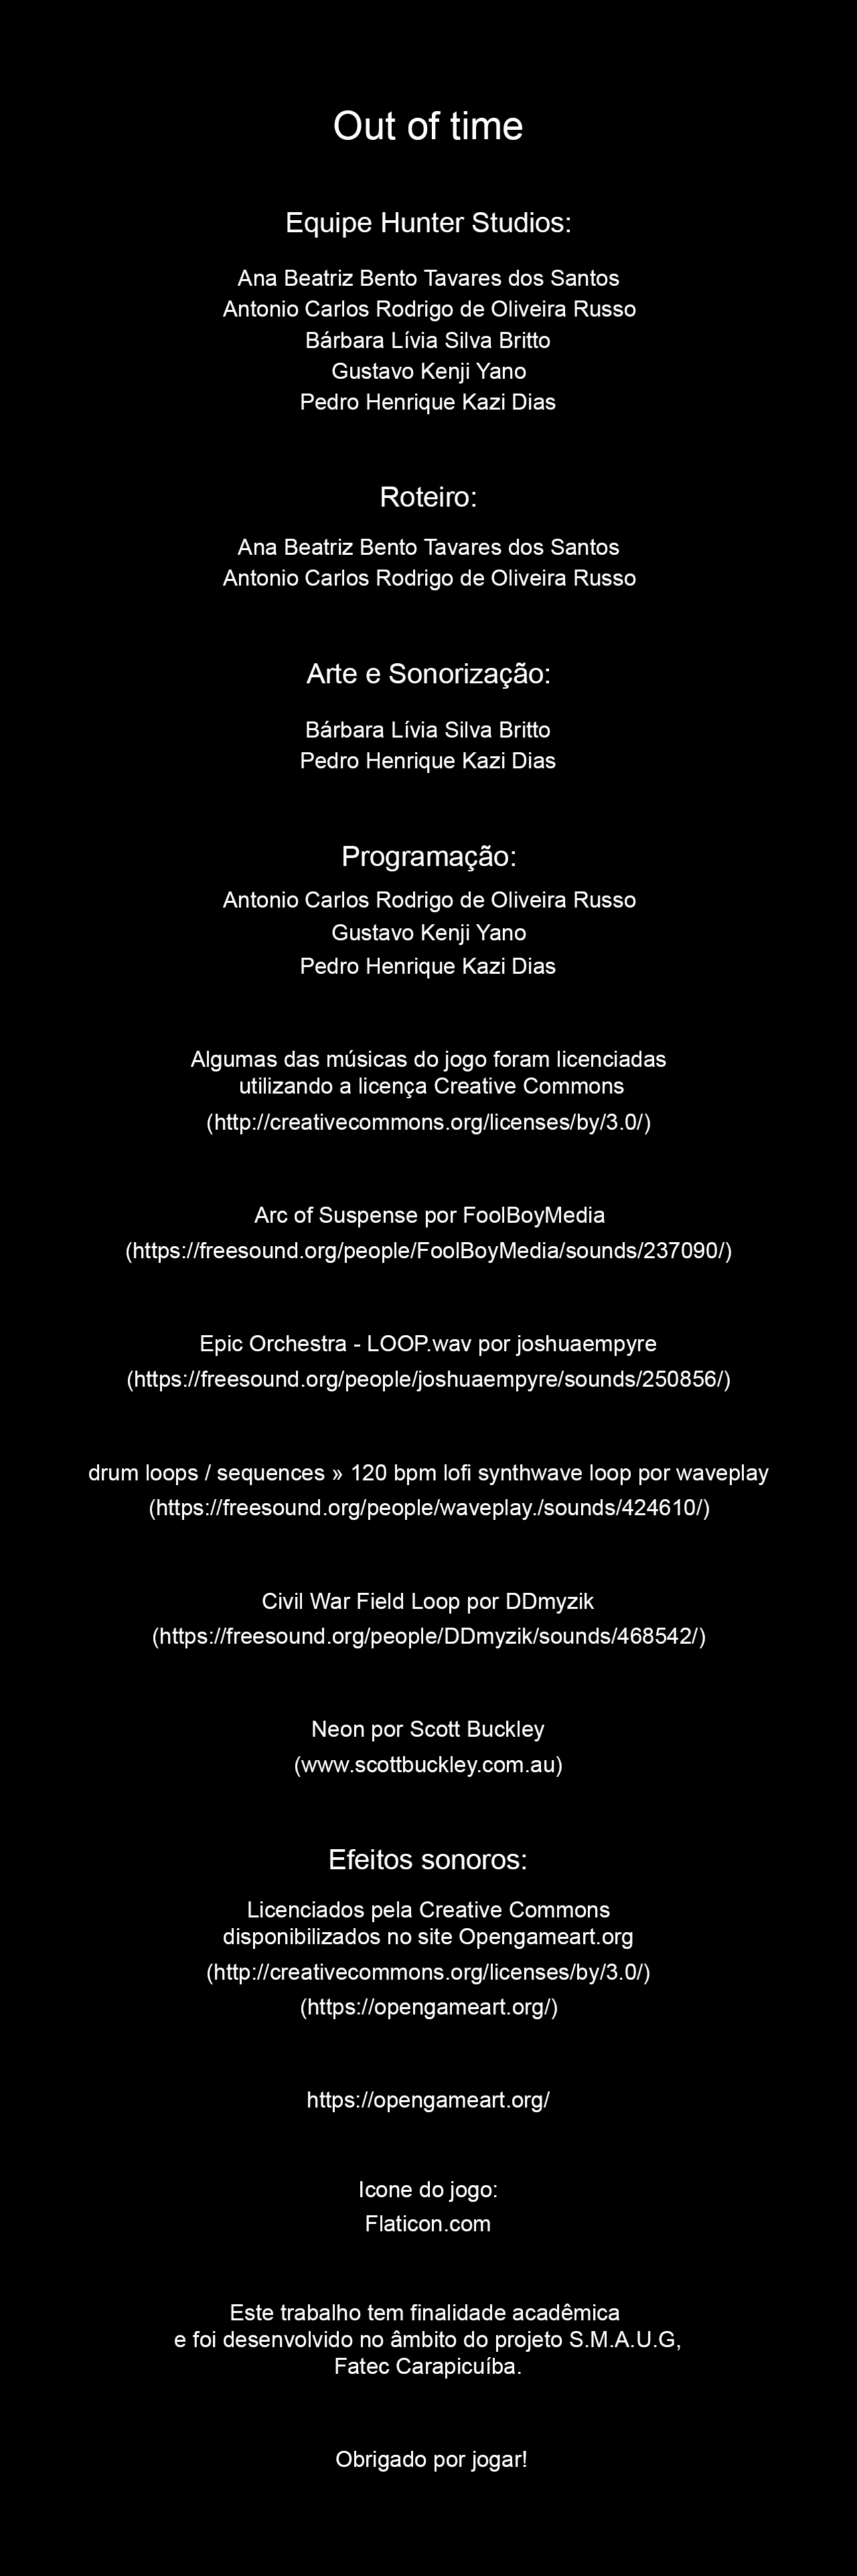 Out of time
Equipe Hunter Studios:
Ana Beatriz Bento Tavares dos Santos
Antonio Carlos Rodrigo de Oliveira Russo
Bárbara Lívia Silva Britto
Gustavo Kenji Yano
Pedro Henrique Kazi Dias
Roteiro:
Ana Beatriz Bento Tavares dos Santos
Antonio Carlos Rodrigo de Oliveira Russo
Arte e Sonorização:
Bárbara Lívia Silva Britto
Pedro Henrique Kazi Dias
Programação:
Antonio Carlos Rodrigo de Oliveira Russo
Gustavo Kenji Yano
Pedro Henrique Kazi Dias
Algumas das músicas do jogo foram licenciadas
utilizando a licença Creative Commons
(http://creativecommons.org/licenses/by/3.0/)
Arc of Suspense por FoolBoyMedia
(https://freesound.org/people/FoolBoyMedia/sounds/237090/)
Epic Orchestra - LOOP.wav por joshuaempyre
(https://freesound.org/people/joshuaempyre/sounds/250856/)
drum loops / sequences » 120 bpm lofi synthwave loop por waveplay
(https://freesound.org/people/waveplay./sounds/424610/)
Civil War Field Loop por DDmyzik
(https://freesound.org/people/DDmyzik/sounds/468542/)
Neon por Scott Buckley
(www.scottbuckley.com.au)
Efeitos sonoros:
Licenciados pela Creative Commons
disponibilizados no site Opengameart.org
(http://creativecommons.org/licenses/by/3.0/)
(https://opengameart.org/)
https://opengameart.org/
Icone do jogo:
Flaticon.com
Este trabalho tem finalidade acadêmica
e foi desenvolvido no âmbito do projeto S.M.A.U.G,
Fatec Carapicuíba.
Obrigado por jogar!